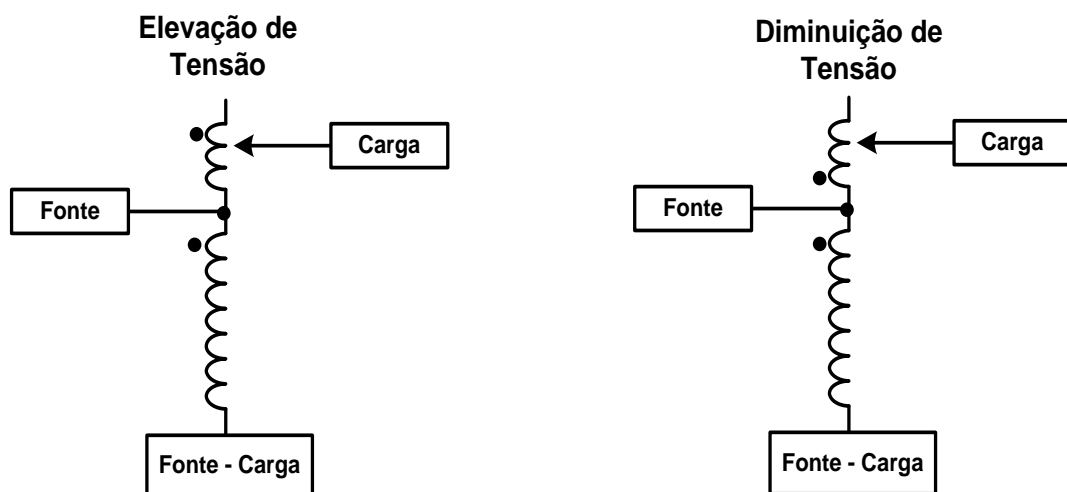 Elevação de
Tensão
Carga
Fonte
Fonte - Carga
Diminuição de
Tensão
Carga
Fonte
Fonte - Carga